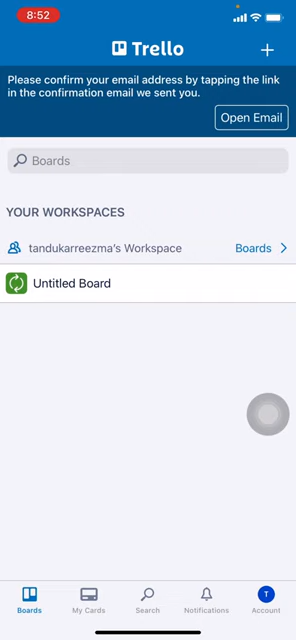 8:52
Trello
Please confirm your email address by tapping the link
in the confirmation email we sent you.
Open Email
Boards
YOUR WORKSPACES
tandukarreezma's Workspace
Boards
Untitled Board
Boards
My Cards
Search
Notifications
T
Account